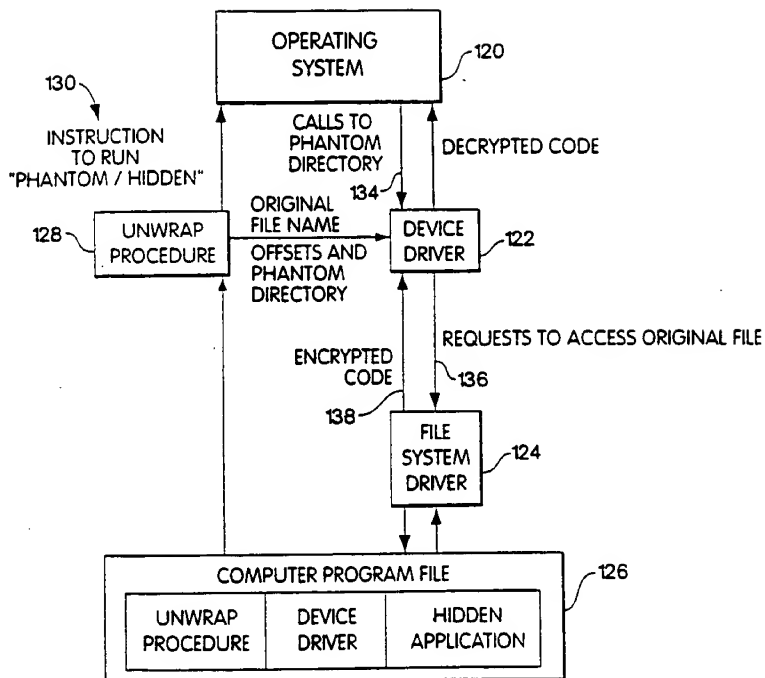 OPERATING
SYSTEM
120
130
INSTRUCTION
TO RUN
"PHANTOM / HIDDEN"
CALLS TO
PHANTOM
DIRECTORY
134
DECRYPTED CODE
128
UNWRAP
PROCEDURE
ORIGINAL
FILE NAME
OFFSETS AND
PHANTOM
DIRECTORY
DEVICE
DRIVER
122
ENCRYPTED
CODE
138
REQUESTS TO ACCESS ORIGINAL FILE
136
FILE
SYSTEM
DRIVER
124
COMPUTER PROGRAM FILE
126
UNWRAP
PROCEDURE
DEVICE
DRIVER
HIDDEN
APPLICATION